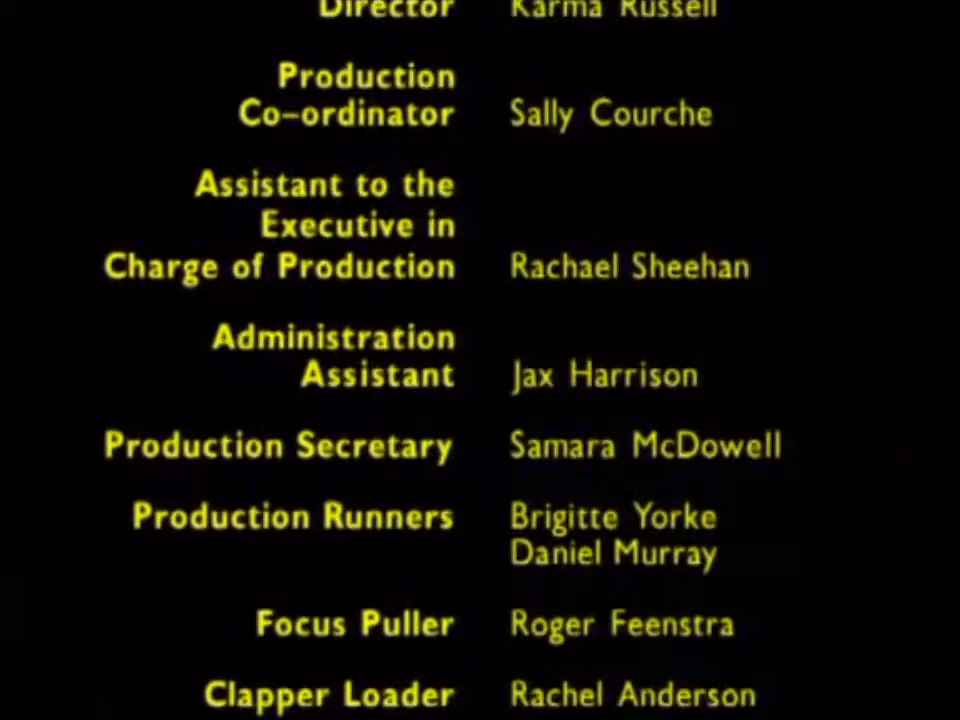 Director Karma Russell
Production
Co-ordinator Sally Courche
Assistant to the
Executive in
Charge of Production Rachael Sheehan
Administration
Assistant Jax Harrison
Production Secretary Samara McDowell
Production Runners Brigitte Yorke
Daniel Murray
Focus Puller Roger Feenstra
Clapper Loader Rachel Anderson